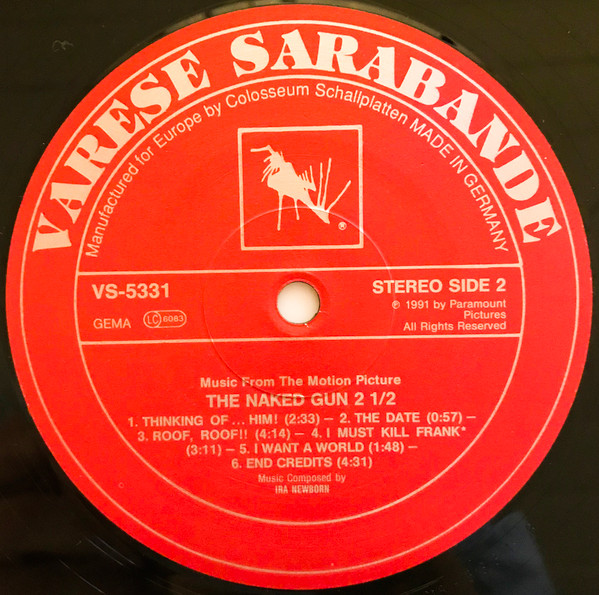 VARESE SARABANDE
Manufactured for Europe by Colosseum Schallplatten MADE IN GERMANY
®
VS-5331
STEREO SIDE 2
GEMA LC 6083
℗ 1991 by Paramount
Pictures
All Rights Reserved
Music From The Motion Picture
THE NAKED GUN 2 1/2
1. THINKING OF ... HIM! (2:33) – 2. THE DATE (0:57) –
3. ROOF, ROOF!! (4:14) – 4. I MUST KILL FRANK*
(3:11) – 5. I WANT A WORLD (1:48) –
6. END CREDITS (4:31)
Music Composed by
IRA NEWBORN